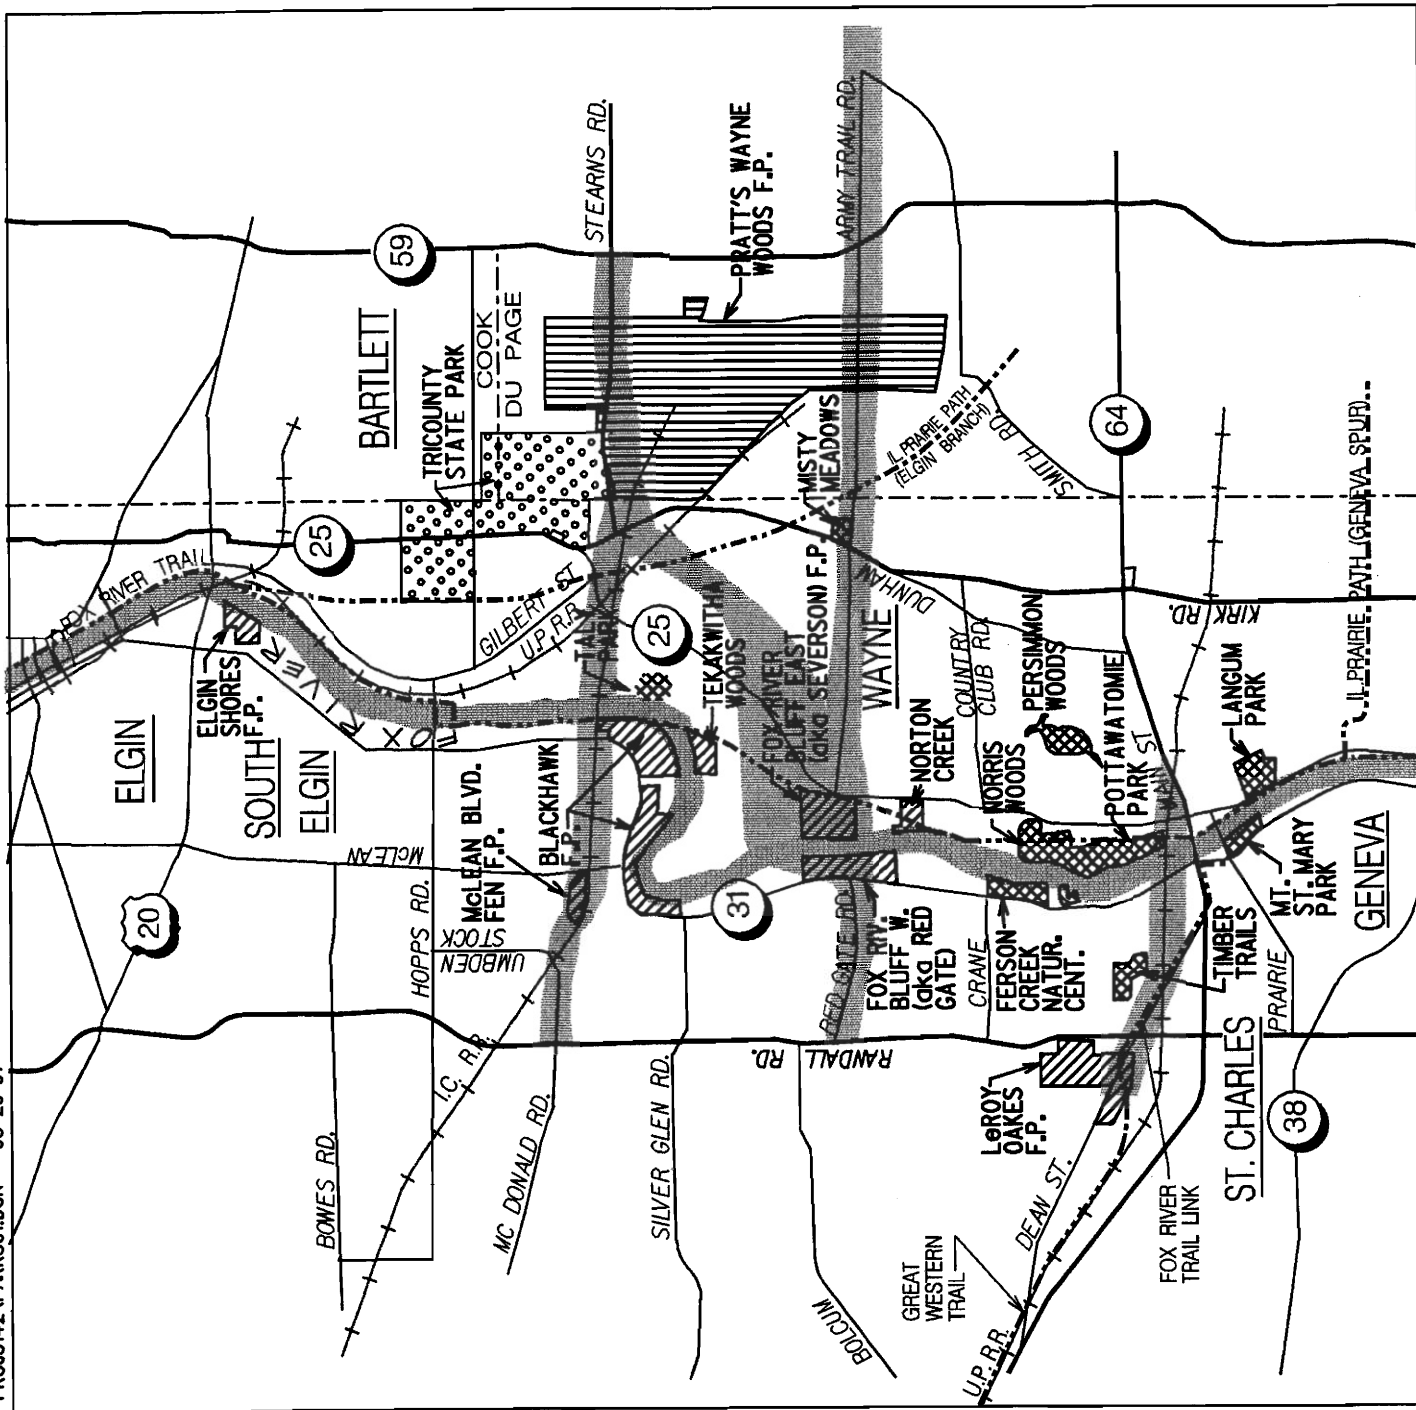 FOX RIVER TRAIL
ELGIN
SHORES
F.P.
ELGIN
SOUTH
ELGIN
FOX RIVER
20
25
59
BARTLETT
TRICOUNTY
STATE PARK
COOK
DU PAGE
STEARNS RD.
PRATT'S WAYNE
WOODS F.P.
ARMY TRAIL RD.
GILBERT ST
U.P. R.R.
PARK
25
TEKAKWITHA
WOODS
MISTY
MEADOWS
IL PRAIRIE PATH
(ELGIN BRANCH)
SMITH RD.
64
FOX RIVER
BLUFF EAST
(aka SEVERSON) F.P.
WAYNE
DUNHAM
COUNTRY
CLUB RD.
KIRK RD.
IL PRAIRIE PATH (GENEVA SPUR)
McLEAN
HOPPS RD.
McLEAN BLVD.
FEN F.P.
BLACKHAWK
F.P.
STOCK
UMBDEN
31
NORTON
CREEK
NORRIS
WOODS
PERSIMMON
WOODS
POTTAWATOMIE
PARK
MAIN ST
LANGUM
PARK
MT.
ST. MARY
PARK
GENEVA
RED GATE RD.
FOX RIV.
BLUFF W.
(aka RED
GATE)
CRANE
FERSON
CREEK
NATUR.
CENT.
TIMBER
TRAILS
PRAIRIE
ST. CHARLES
38
RANDALL RD.
LeROY
OAKES
F.P.
DEAN ST.
FOX RIVER
TRAIL LINK
GREAT
WESTERN
TRAIL
U.P. R.R.
BOLCUM
SILVER GLEN RD.
MC DONALD RD.
I.C. R.R.
BOWES RD.